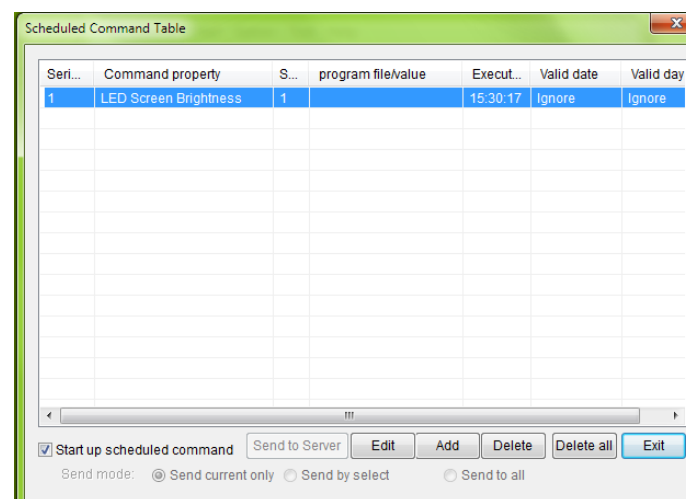 Scheduled Command Table
Seri... Command property S... program file/value Execut... Valid date Valid day
1 LED Screen Brightness 1 15:30:17 Ignore Ignore
Start up scheduled command Send to Server Edit Add Delete Delete all Exit
Send mode: Send current only Send by select Send to all